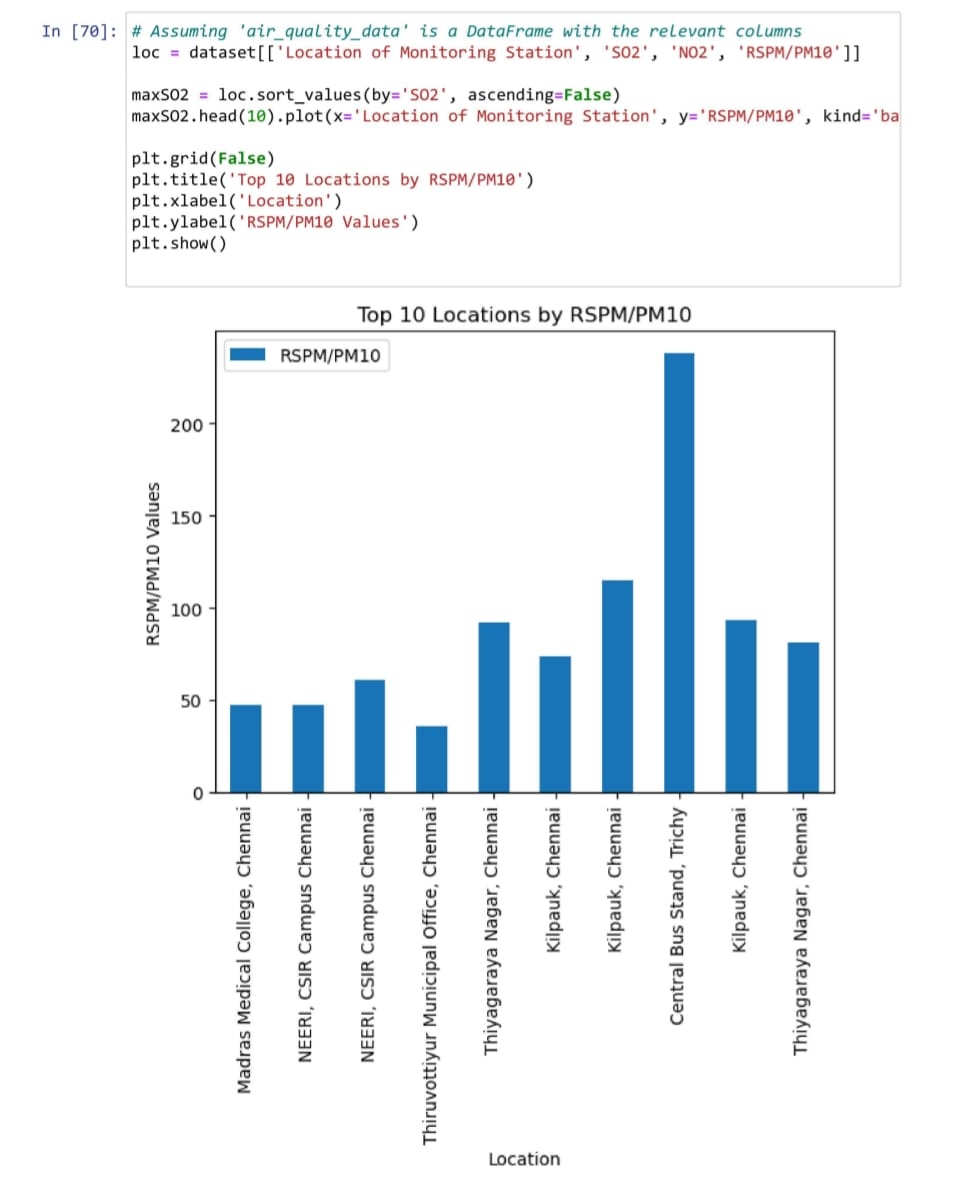 In [70]: # Assuming 'air_quality_data' is a DataFrame with the relevant columns
loc = dataset[['Location of Monitoring Station', 'SO2', 'NO2', 'RSPM/PM10']]
maxSO2 = loc.sort_values(by='SO2', ascending=False)
maxSO2.head(10).plot(x='Location of Monitoring Station', y='RSPM/PM10', kind='ba
plt.grid(False)
plt.title('Top 10 Locations by RSPM/PM10')
plt.xlabel('Location')
plt.ylabel('RSPM/PM10 Values')
plt.show()
Top 10 Locations by RSPM/PM10
RSPM/PM10
200
150
100
50
0
RSPM/PM10 Values
Madras Medical College, Chennai
NEERI, CSIR Campus Chennai
NEERI, CSIR Campus Chennai
Thiruvottiyur Municipal Office, Chennai
Thiyagaraya Nagar, Chennai
Kilpauk, Chennai
Kilpauk, Chennai
Central Bus Stand, Trichy
Kilpauk, Chennai
Thiyagaraya Nagar, Chennai
Location